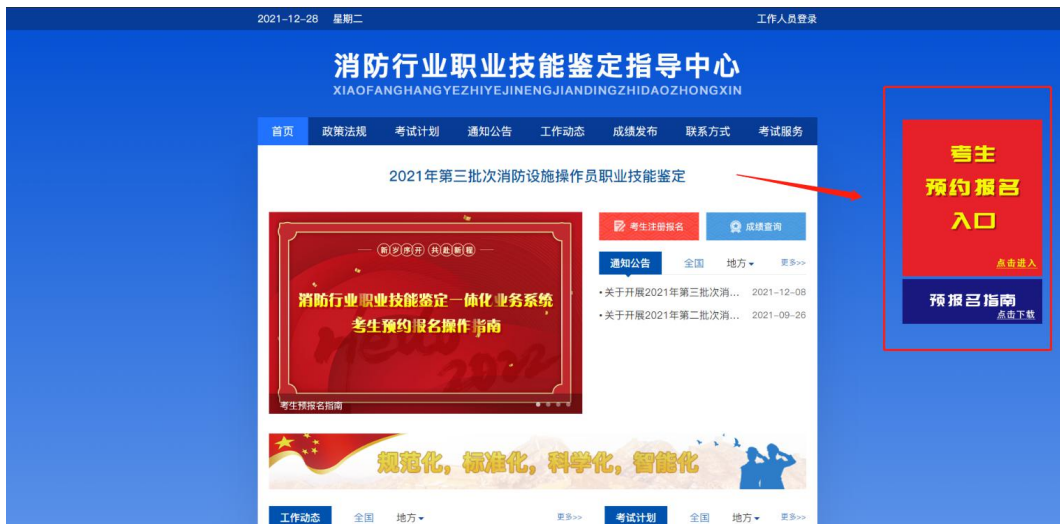 2021-12-28 星期二 工作人员登录
消防行业职业技能鉴定指导中心
XIAOFANGHANGYEZHIYEJINENGJIANDINGZHIDAOZHONGXIN
首页 政策法规 考试计划 通知公告 工作动态 成绩发布 联系方式 考试服务
2021年第三批次消防设施操作员职业技能鉴定
新岁序开 共赴新程
消防行业职业技能鉴定一体化业务系统
考生预约报名操作指南
Hello
2022
考生预报名指南
考生注册报名 成绩查询
通知公告 全国 地方 更多>>
•关于开展2021年第三批次消... 2021-12-08
•关于开展2021年第二批次消... 2021-09-26
考生
预约报名
入口
点击进入
预报名指南
点击下载
规范化,标准化,科学化,智能化
工作动态 全国 地方 更多>> 考试计划 全国 地方 更多>>